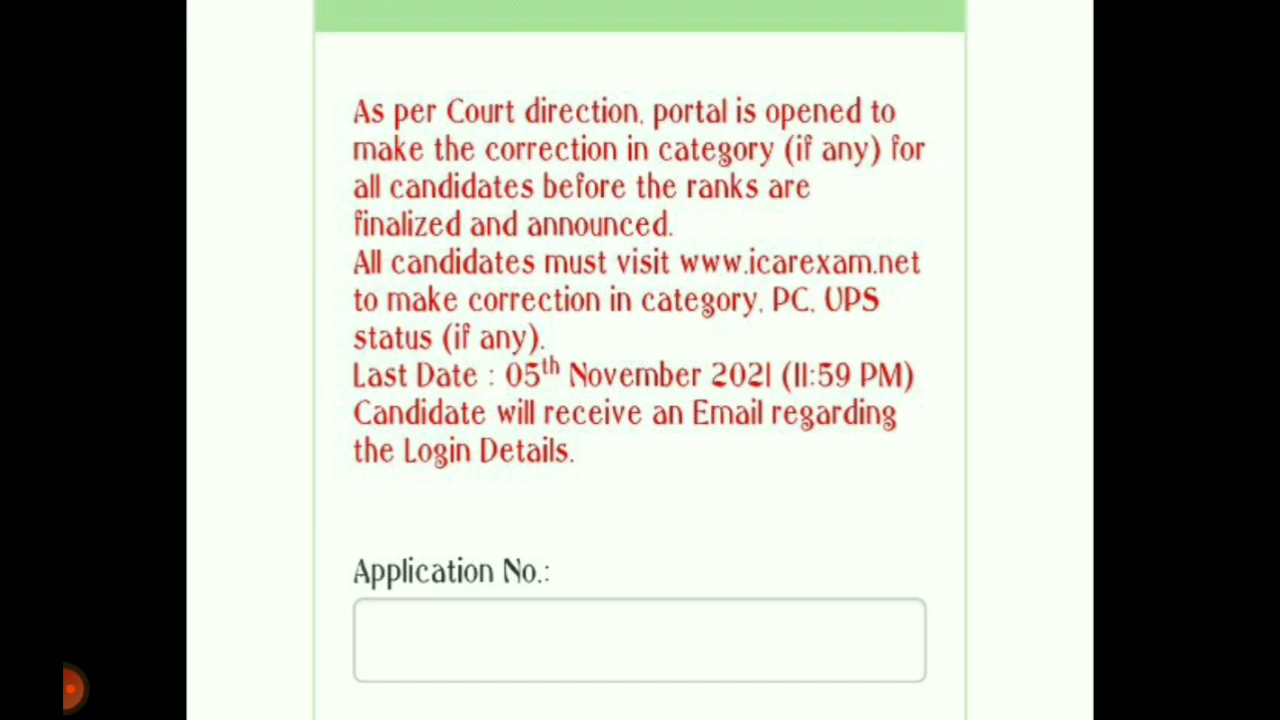 As per Court direction, portal is opened to
make the correction in category (if any) for
all candidates before the ranks are
finalized and announced.
All candidates must visit www.icarexam.net
to make correction in category, PC, UPS
status (if any).
Last Date : 05th November 2021 (11:59 PM)
Candidate will receive an Email regarding
the Login Details.
Application No.: